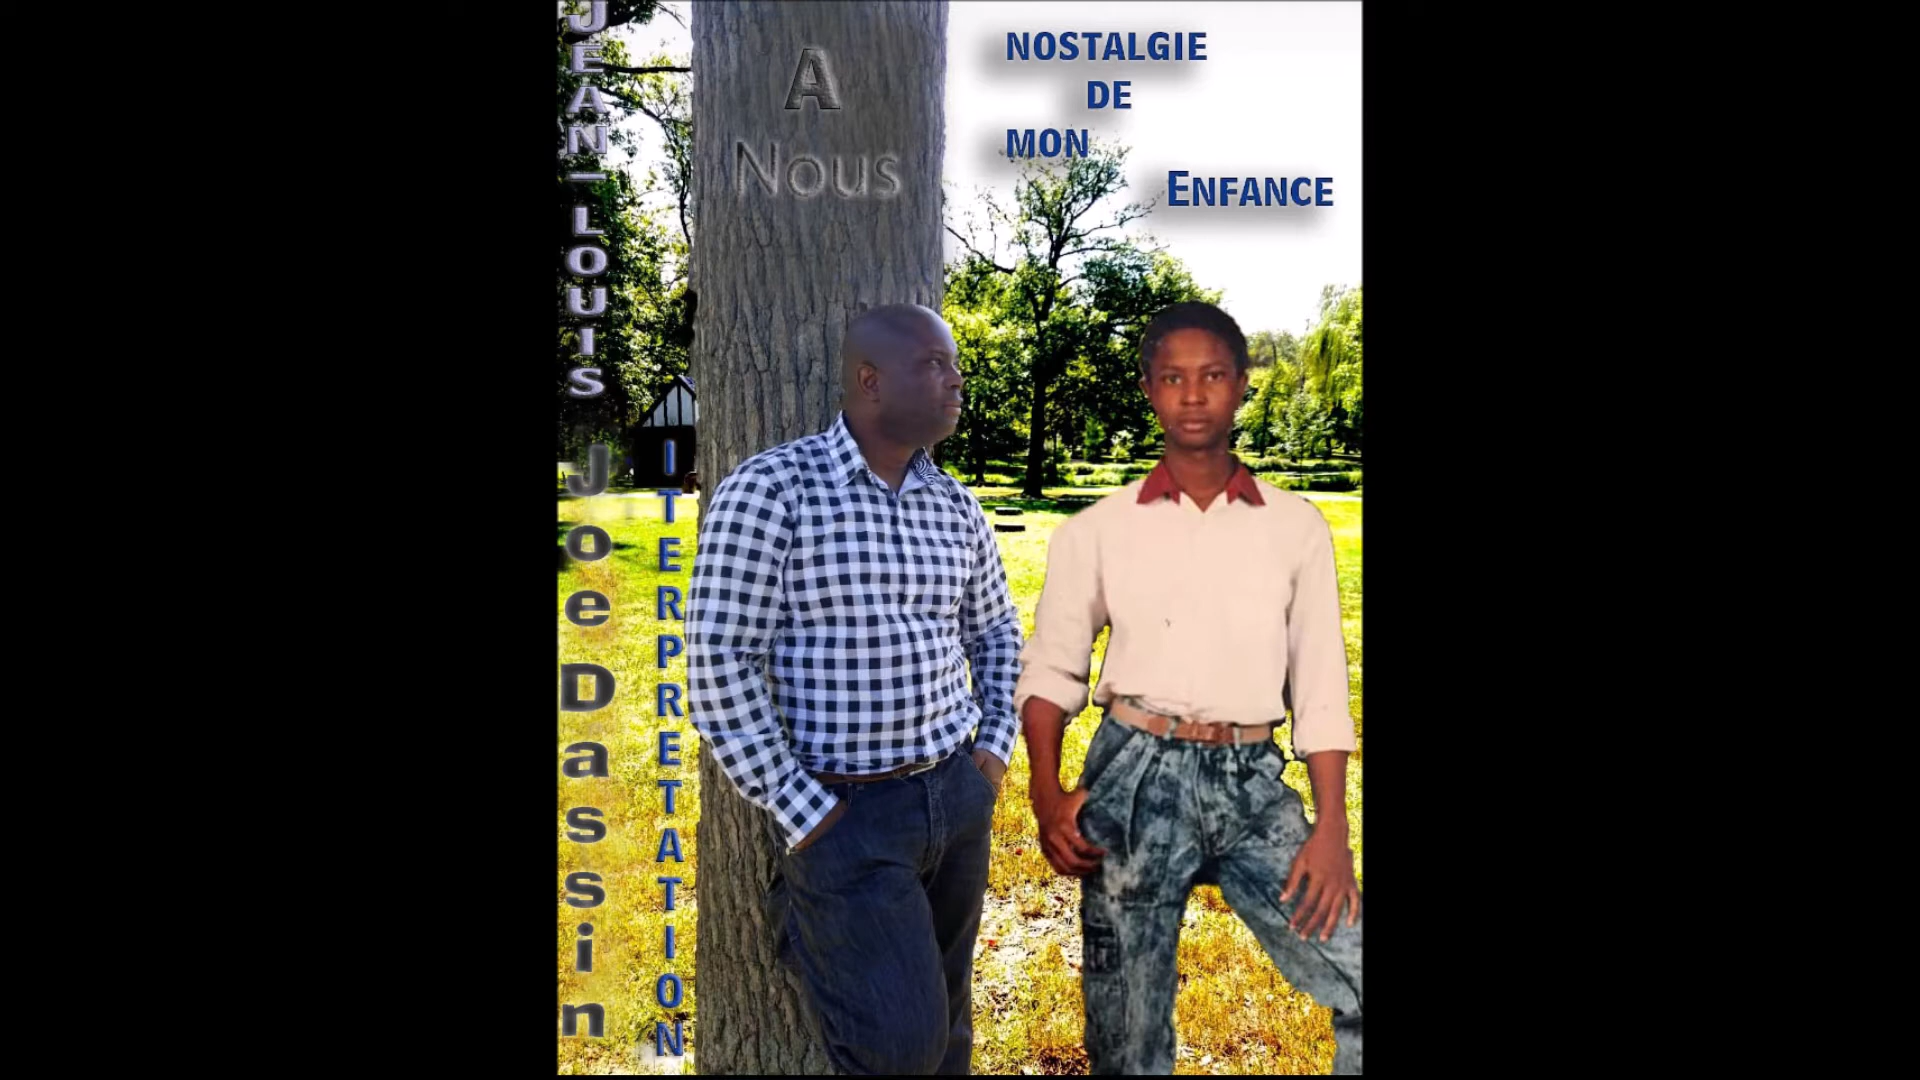 JEAN-LOUIS
Joe Dassin
ITERPRETATION
A
Nous
NOSTALGIE
DE
MON
ENFANCE